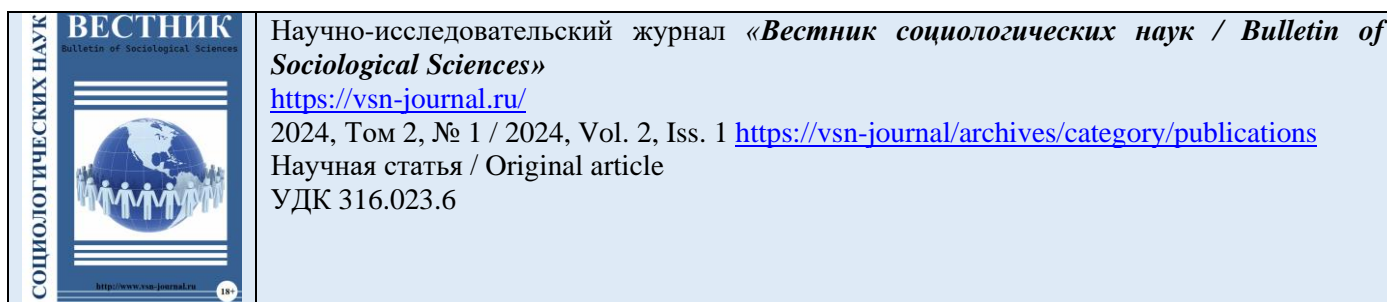 СОЦИОЛОГИЧЕСКИХ НАУК
ВЕСТНИК
Bulletin of Sociological Sciences
http://www.vsn-journal.ru
18+
Научно-исследовательский журнал «Вестник социологических наук / Bulletin of
Sociological Sciences»
https://vsn-journal.ru/
2024, Том 2, № 1 / 2024, Vol. 2, Iss. 1 https://vsn-journal/archives/category/publications
Научная статья / Original article
УДК 316.023.6